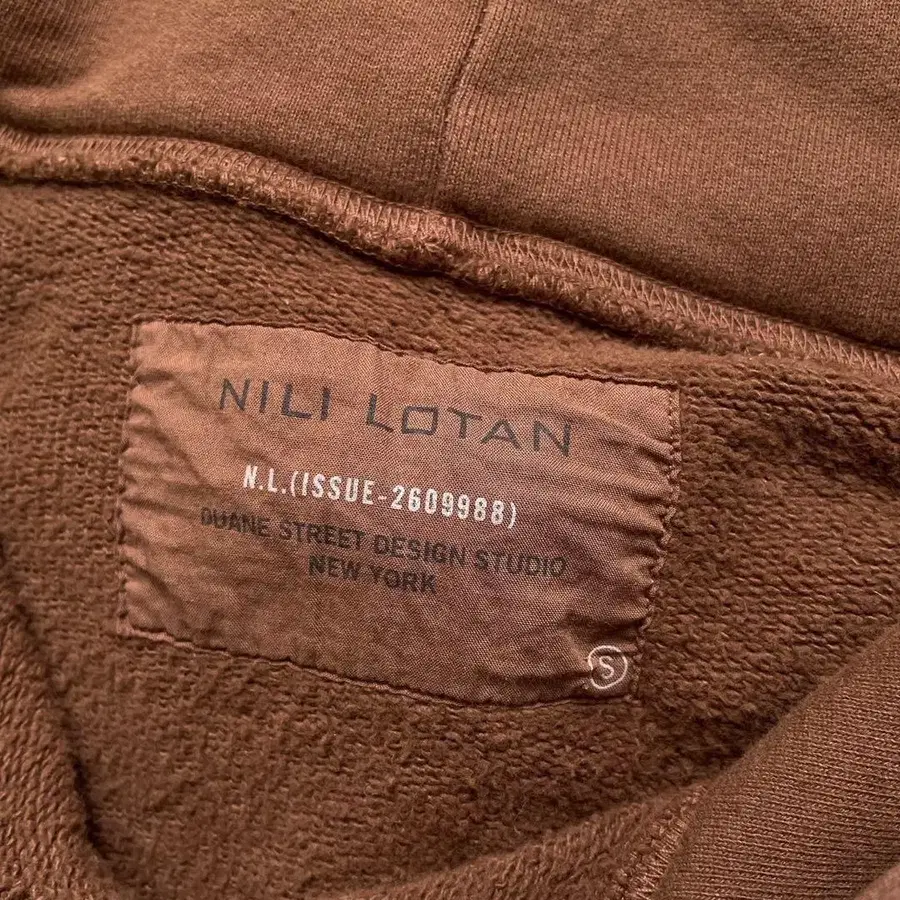 NILI LOTAN
N.L.(ISSUE-2609988)
DUANE STREET DESIGN STUDIO
NEW YORK
S